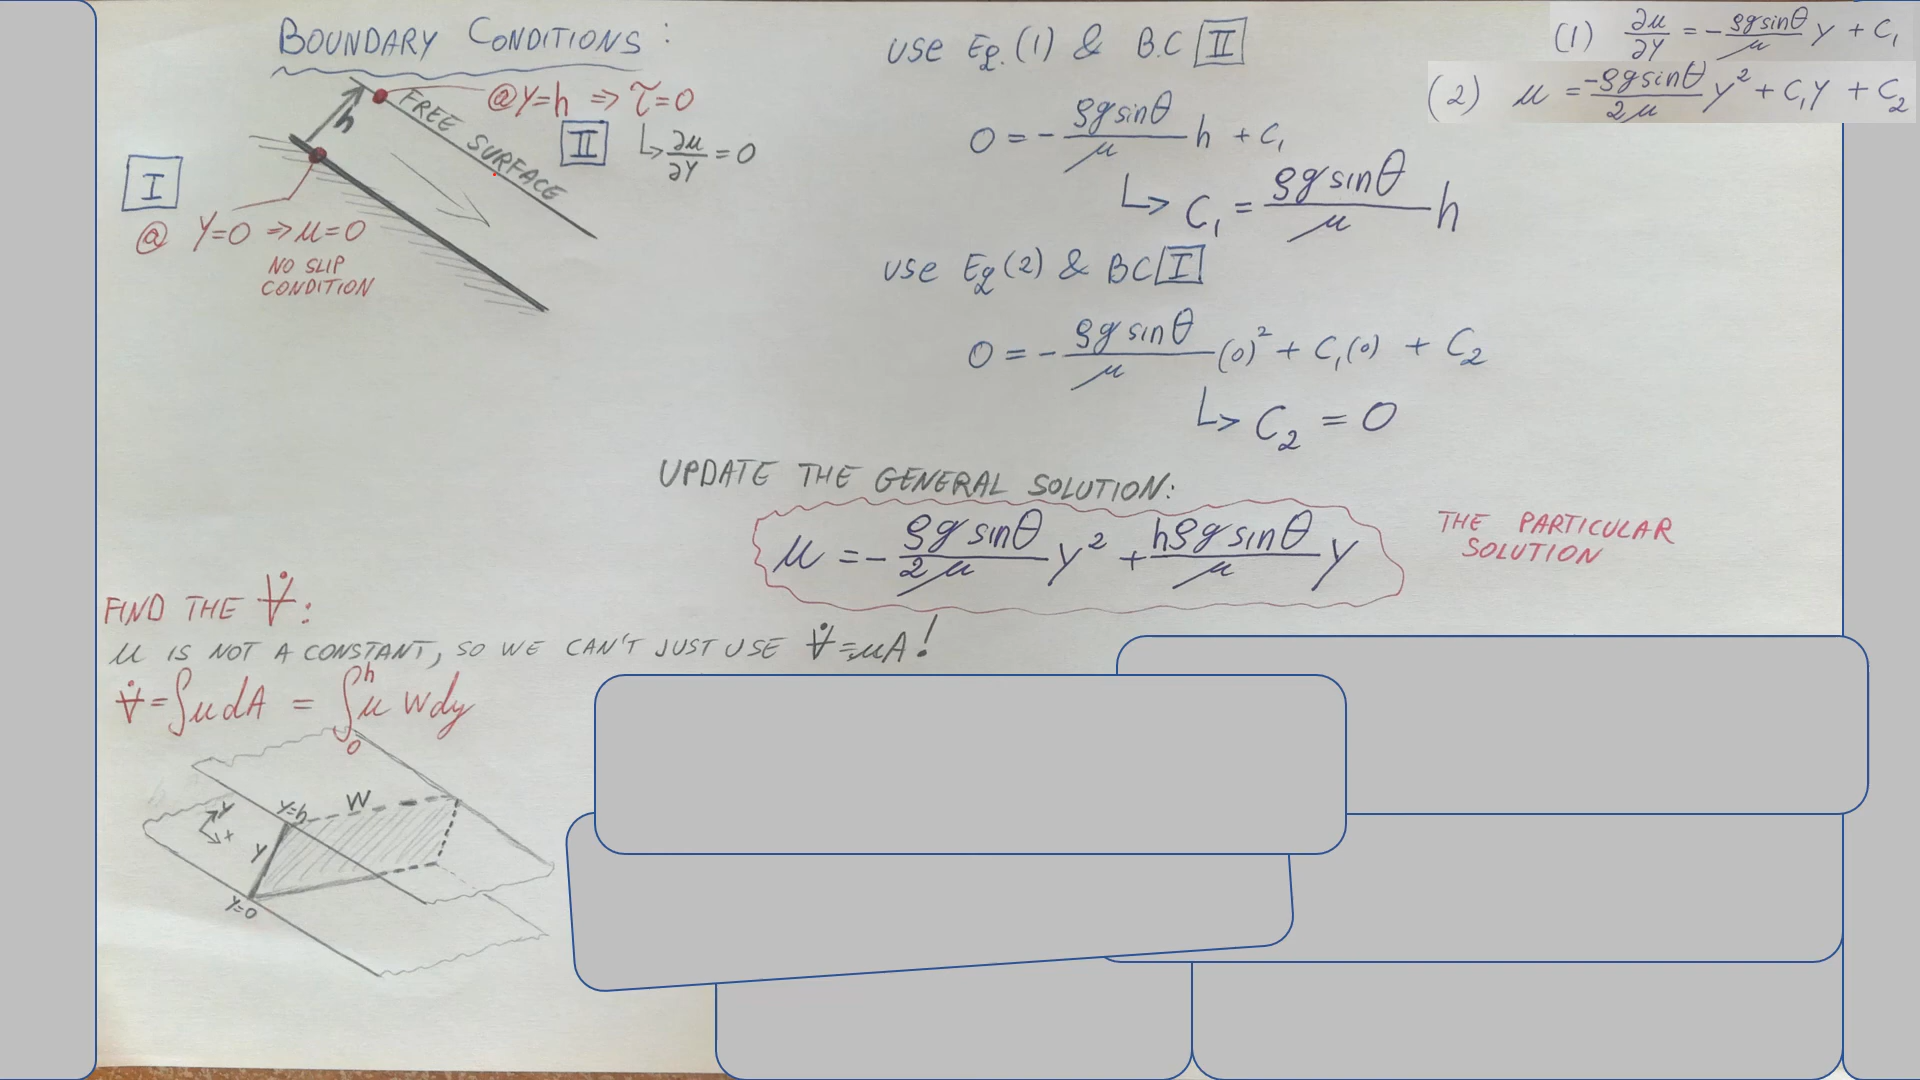 BOUNDARY CONDITIONS:
h
FREE SURFACE
@ Y=h ⇒ τ=0
II
↳ ∂u/∂y = 0
I
@ Y=0 ⇒ u=0
NO SLIP
CONDITION
USE Eq. (1) & B.C II
0 = - ρg sinθ/μ h + C₁
↳ C₁ = ρg sinθ/μ h
USE Eq (2) & BC I
0 = - ρg sinθ/μ (0)² + C₁(0) + C₂
↳ C₂ = 0
(1) ∂u/∂y = - ρg sinθ/μ y + C₁
(2) u = -ρg sinθ/2μ y² + C₁y + C₂
UPDATE THE GENERAL SOLUTION:
u = - ρg sinθ/2μ y² + hρg sinθ/μ y
THE PARTICULAR
SOLUTION
FIND THE V̶̇:
u IS NOT A CONSTANT, SO WE CAN'T JUST USE V̶̇=uA!
V̶̇ = ∫u dA = ∫₀ʰ u W dy
y=h
W
y
x
y
y=0